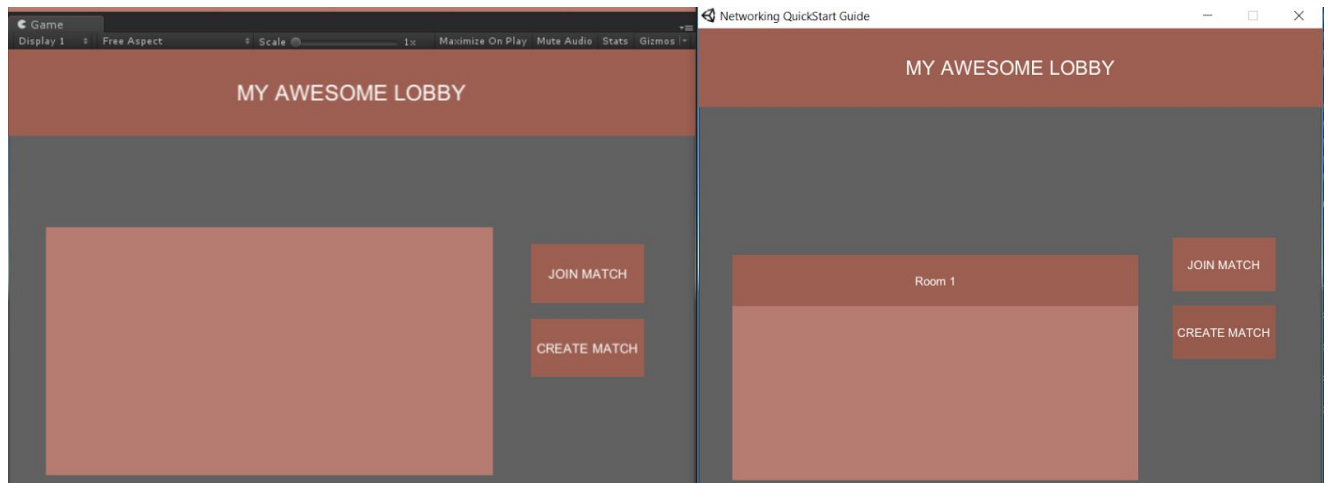 Game
Display 1 Free Aspect Scale 1x Maximize On Play Mute Audio Stats Gizmos
MY AWESOME LOBBY
JOIN MATCH
CREATE MATCH
Networking QuickStart Guide
MY AWESOME LOBBY
Room 1
JOIN MATCH
CREATE MATCH